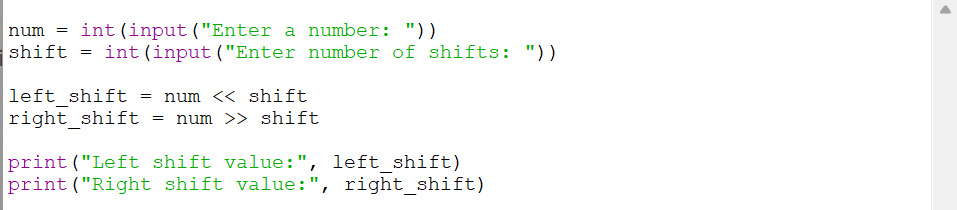 num = int(input("Enter a number: "))
shift = int(input("Enter number of shifts: "))
left_shift = num << shift
right_shift = num >> shift
print("Left shift value:", left_shift)
print("Right shift value:", right_shift)